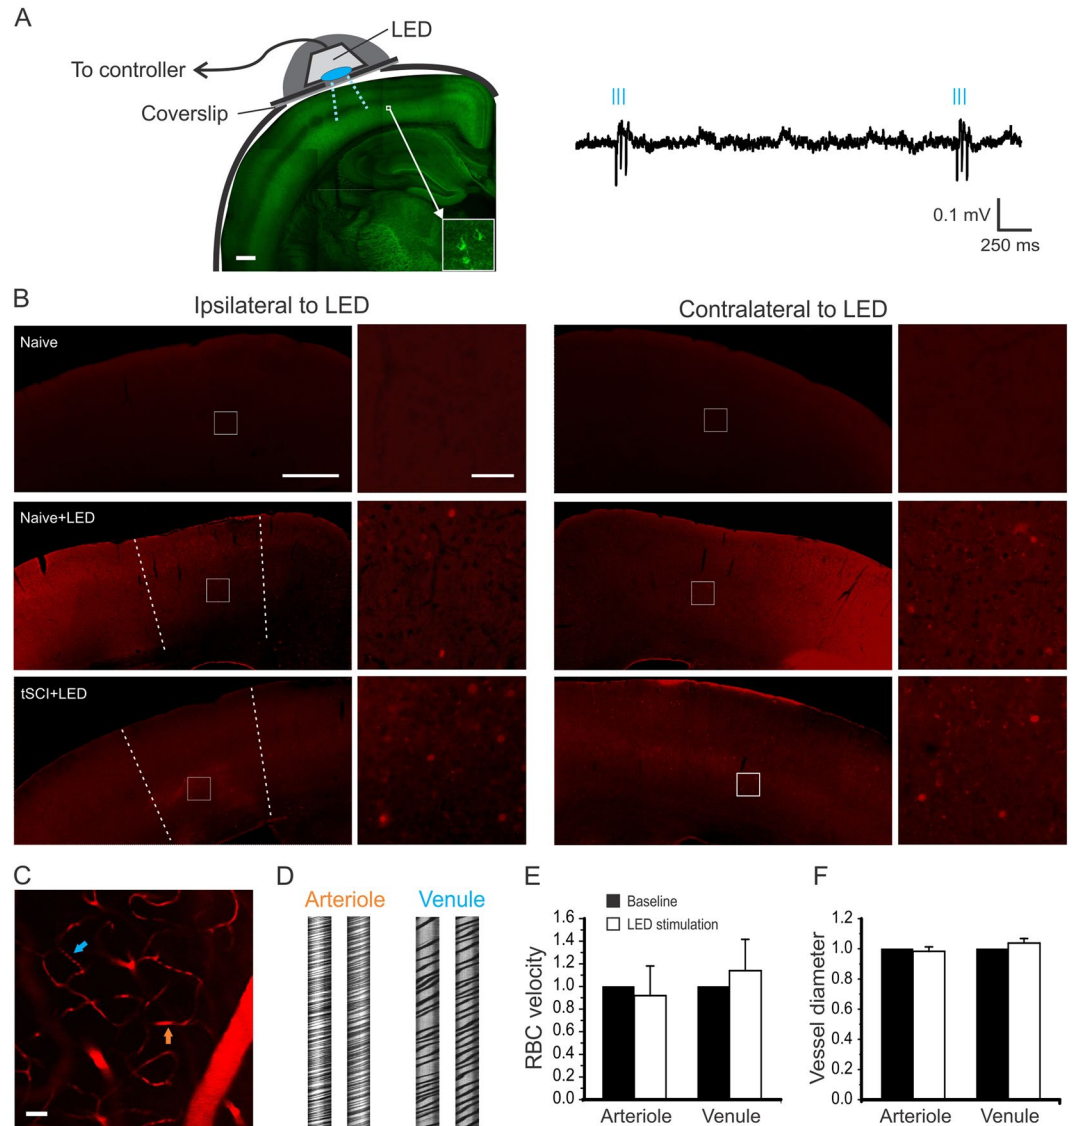 A
LED
To controller
Coverslip
0.1 mV
250 ms
B
Ipsilateral to LED
Contralateral to LED
Naive
Naive+LED
tSCI+LED
C
D
Arteriole
Venule
E
Baseline
LED stimulation
RBC velocity
1.6
1.4
1.2
1.0
0.8
0.6
0.4
0.2
0.0
Arteriole
Venule
F
Vessel diameter
1.2
1.0
0.8
0.6
0.4
0.2
0.0
Arteriole
Venule